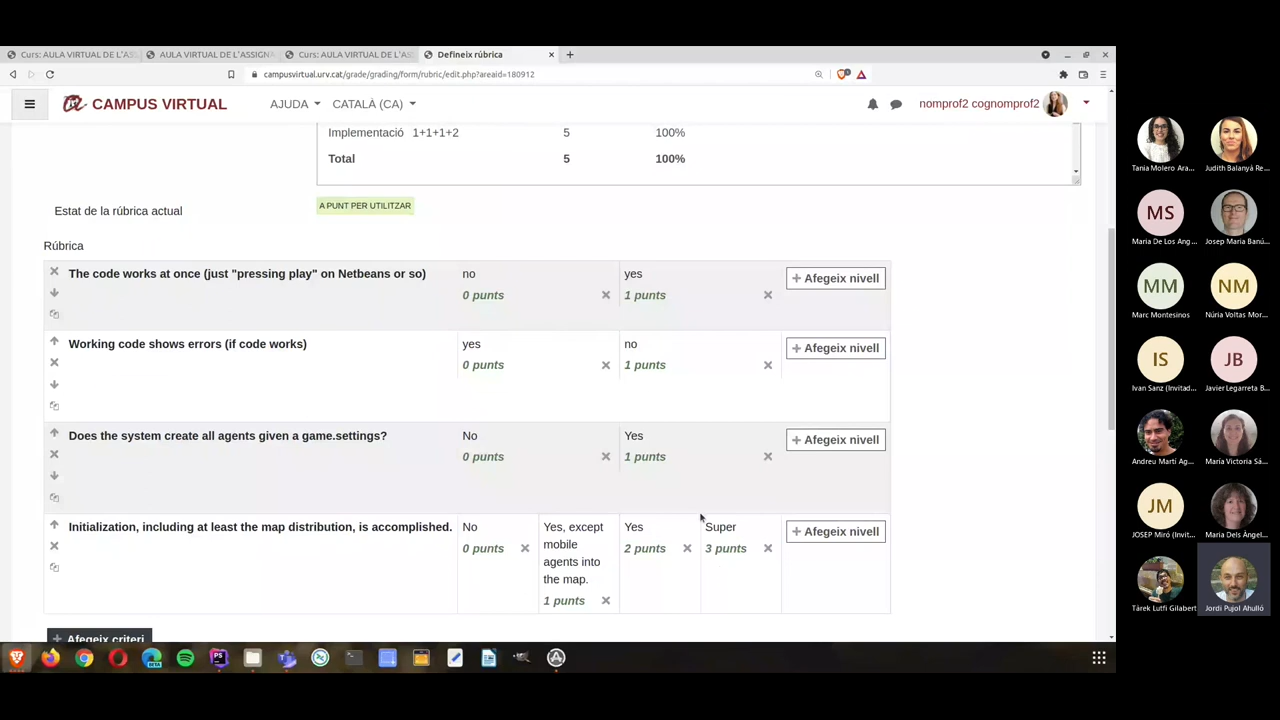 Curs: AULA VIRTUAL DE L'ASS
AULA VIRTUAL DE L'ASSIGNA
Curs: AULA VIRTUAL DE L'ASS
Defineix rúbrica
campusvirtual.urv.cat/grade/grading/form/rubric/edit.php?areaid=180912
CAMPUS VIRTUAL
AJUDA
CATALÀ (CA)
nomprof2 cognomprof2
Implementació 1+1+1+2 5 100%
Total 5 100%
Estat de la rúbrica actual
A PUNT PER UTILITZAR
Rúbrica
The code works at once (just "pressing play" on Netbeans or so)
no
0 punts
yes
1 punts
+ Afegeix nivell
Working code shows errors (if code works)
yes
0 punts
no
1 punts
+ Afegeix nivell
Does the system create all agents given a game.settings?
No
0 punts
Yes
1 punts
+ Afegeix nivell
Initialization, including at least the map distribution, is accomplished.
No
0 punts
Yes, except
mobile
agents into
the map.
1 punts
Yes
2 punts
Super
3 punts
+ Afegeix nivell
+ Afegeix criteri
BETA
PS
Tania Molero Ara...
Judith Balanyà Re...
MS
Maria De Los Ang...
Josep Maria Banú...
MM
Marc Montesinos
NM
Núria Voltas Mor...
IS
Ivan Sanz (Invitad...
JB
Javier Legarreta B...
Andreu Martí Ag...
María Victoria Sá...
JM
JOSEP Miró (Invit...
Maria Dels Àngel...
Tárek Lutfi Gilabert
Jordi Pujol Ahulló